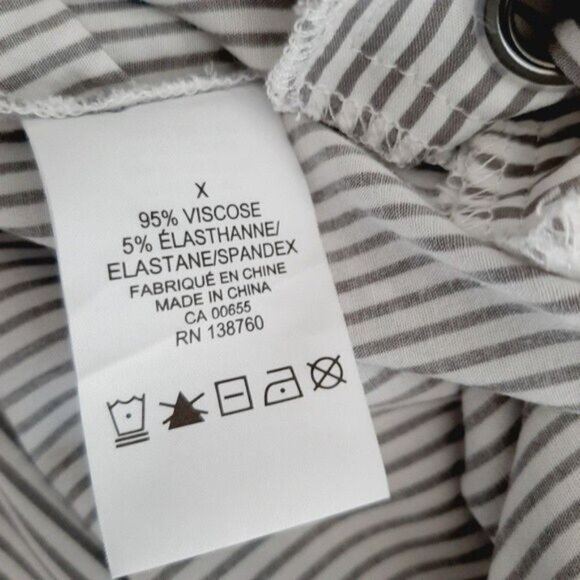 X
95% VISCOSE
5% ÉLASTHANNE/
ELASTANE/SPANDEX
FABRIQUÉ EN CHINE
MADE IN CHINA
CA 00655
RN 138760